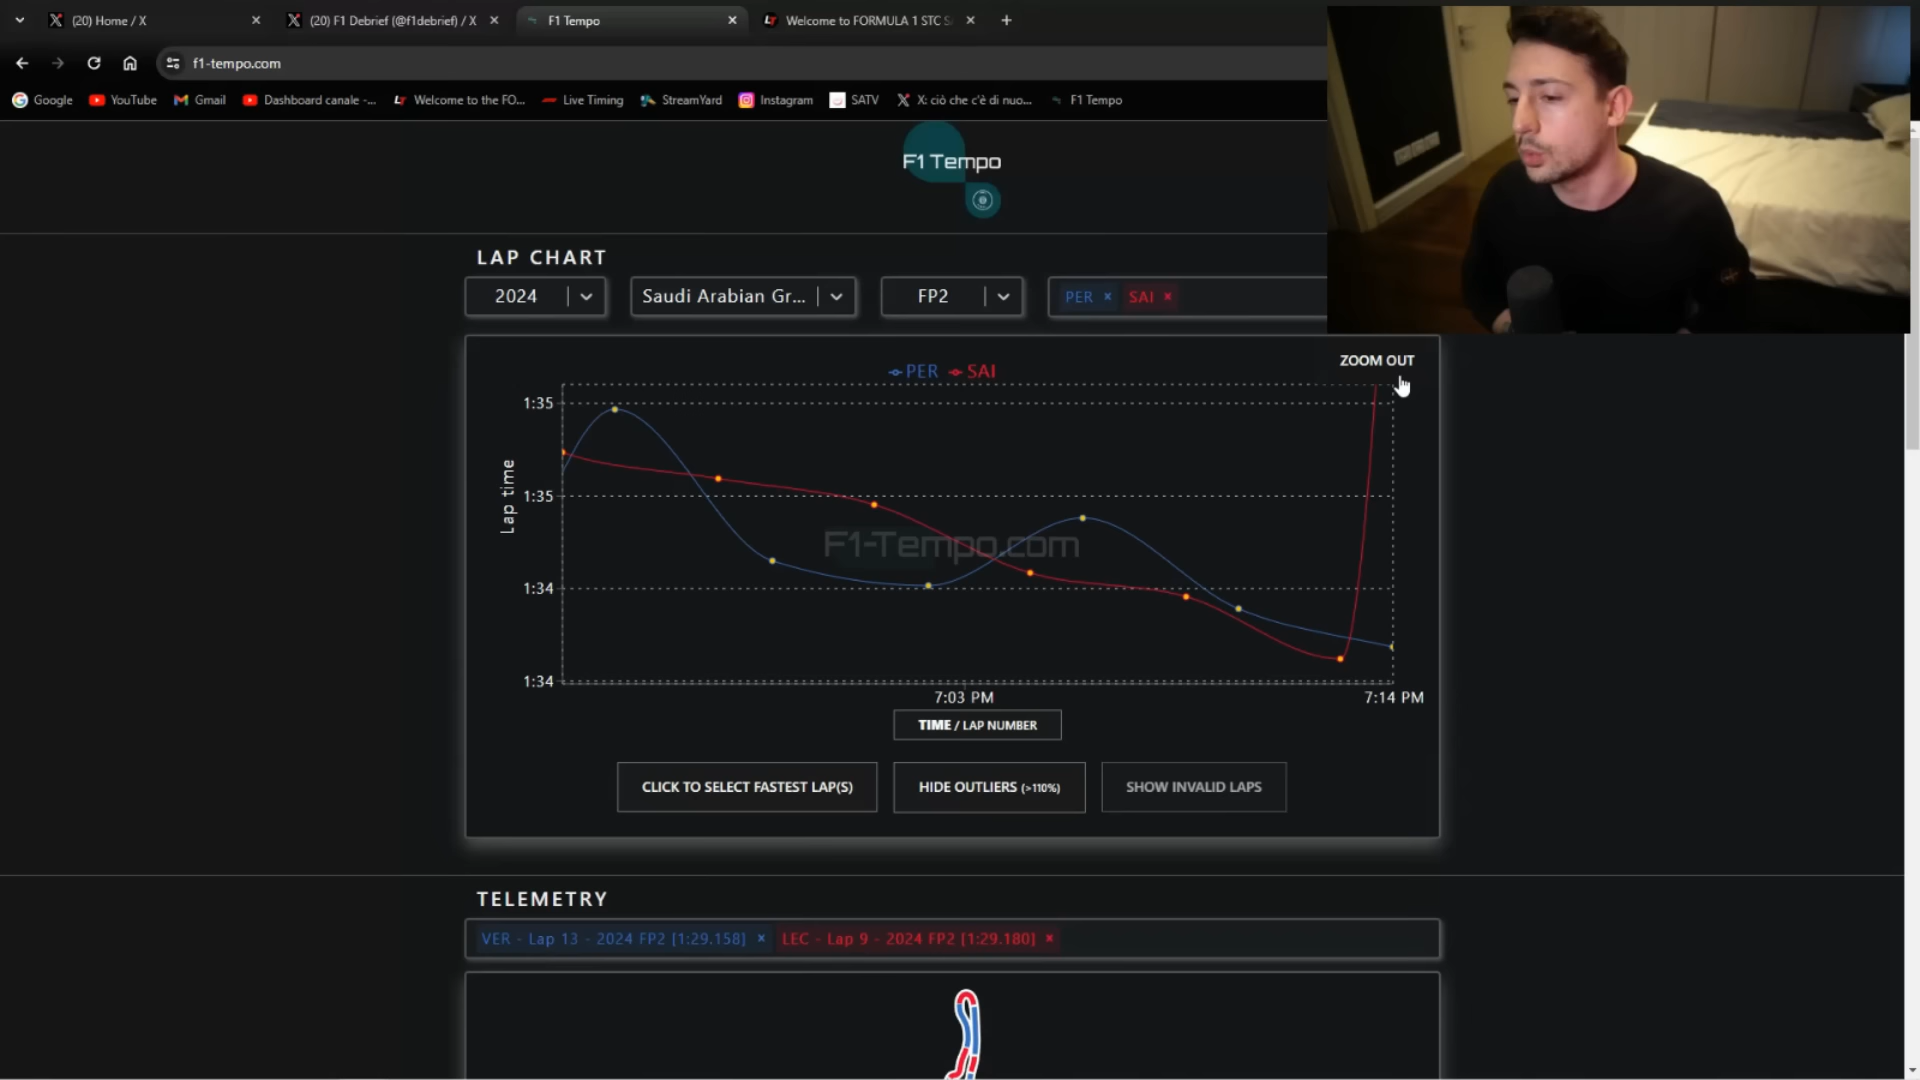 (20) Home / X
(20) F1 Debrief (@f1debrief) / X
F1 Tempo
Welcome to FORMULA 1 STC S
f1-tempo.com
Google
YouTube
Gmail
Dashboard canale -...
Welcome to the FO...
Live Timing
StreamYard
Instagram
SATV
X: ciò che c'è di nuo...
F1 Tempo
F1 Tempo
LAP CHART
2024
Saudi Arabian Gr...
FP2
PER ×
SAI ×
ZOOM OUT
PER
SAI
1:35
1:35
1:34
1:34
Lap time
F1-Tempo.com
7:03 PM
7:14 PM
TIME / LAP NUMBER
CLICK TO SELECT FASTEST LAP(S)
HIDE OUTLIERS (>110%)
SHOW INVALID LAPS
TELEMETRY
VER - Lap 13 - 2024 FP2 [1:29.158] ×
LEC - Lap 9 - 2024 FP2 [1:29.180] ×